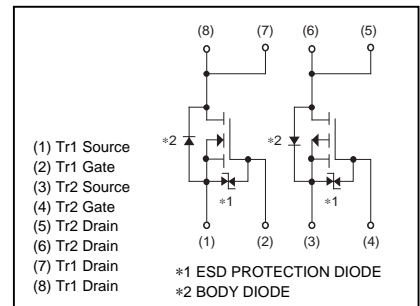 (8) (7) (6) (5)
*2 *2
*1 *1
(1) (2) (3) (4)
(1) Tr1 Source
(2) Tr1 Gate
(3) Tr2 Source
(4) Tr2 Gate
(5) Tr2 Drain
(6) Tr2 Drain
(7) Tr1 Drain
(8) Tr1 Drain
*1 ESD PROTECTION DIODE
*2 BODY DIODE